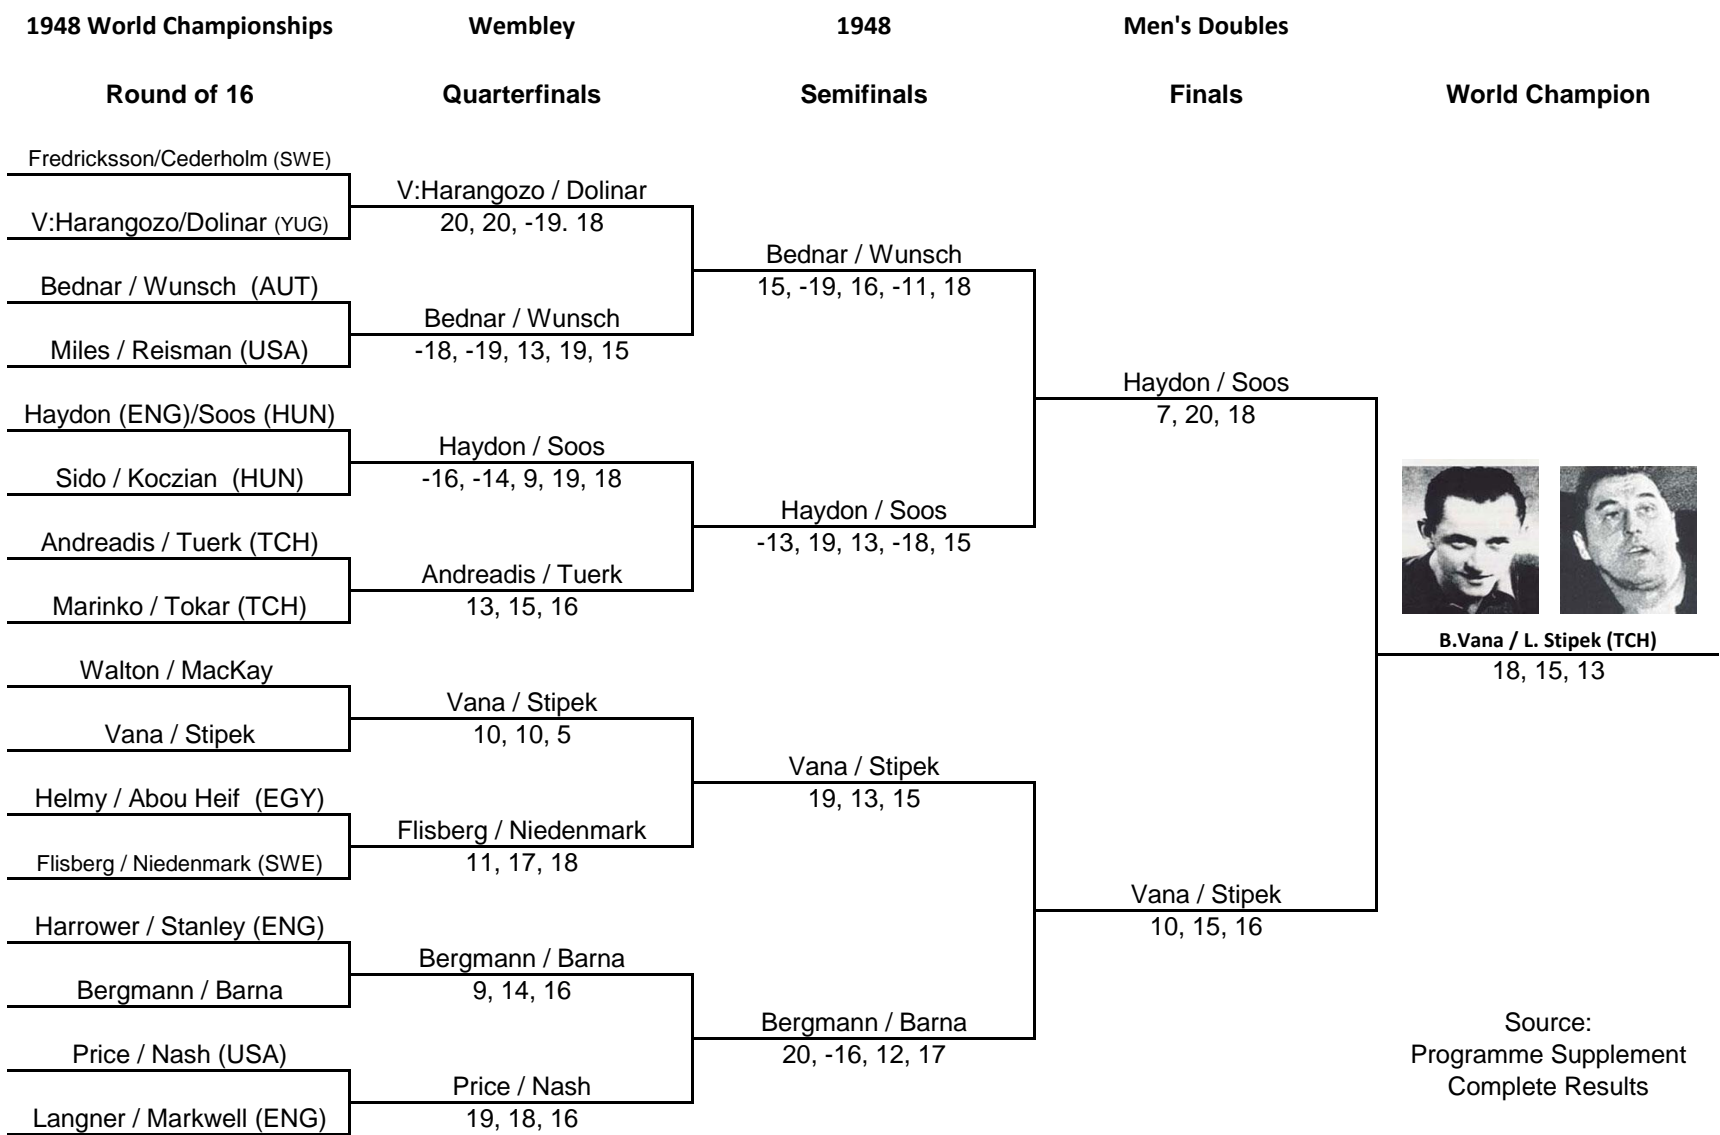 1948 World Championships Wembley 1948 Men's Doubles
Round of 16 Quarterfinals Semifinals Finals World Champion
Fredricksson/Cederholm (SWE)
V:Harangozo / Dolinar
V:Harangozo/Dolinar (YUG)
20, 20, -19. 18
Bednar / Wunsch
Bednar / Wunsch (AUT)
15, -19, 16, -11, 18
Bednar / Wunsch
Miles / Reisman (USA)
-18, -19, 13, 19, 15
Haydon / Soos
Haydon (ENG)/Soos (HUN)
7, 20, 18
Haydon / Soos
Sido / Koczian (HUN)
-16, -14, 9, 19, 18
Haydon / Soos
Andreadis / Tuerk (TCH)
-13, 19, 13, -18, 15
Andreadis / Tuerk
Marinko / Tokar (TCH)
13, 15, 16
B.Vana / L. Stipek (TCH)
Walton / MacKay
18, 15, 13
Vana / Stipek
Vana / Stipek
10, 10, 5
Vana / Stipek
Helmy / Abou Heif (EGY)
19, 13, 15
Flisberg / Niedenmark
Flisberg / Niedenmark (SWE)
11, 17, 18
Vana / Stipek
Harrower / Stanley (ENG)
10, 15, 16
Bergmann / Barna
Bergmann / Barna
9, 14, 16
Bergmann / Barna
Source:
Price / Nash (USA)
20, -16, 12, 17
Programme Supplement
Price / Nash
Complete Results
Langner / Markwell (ENG)
19, 18, 16